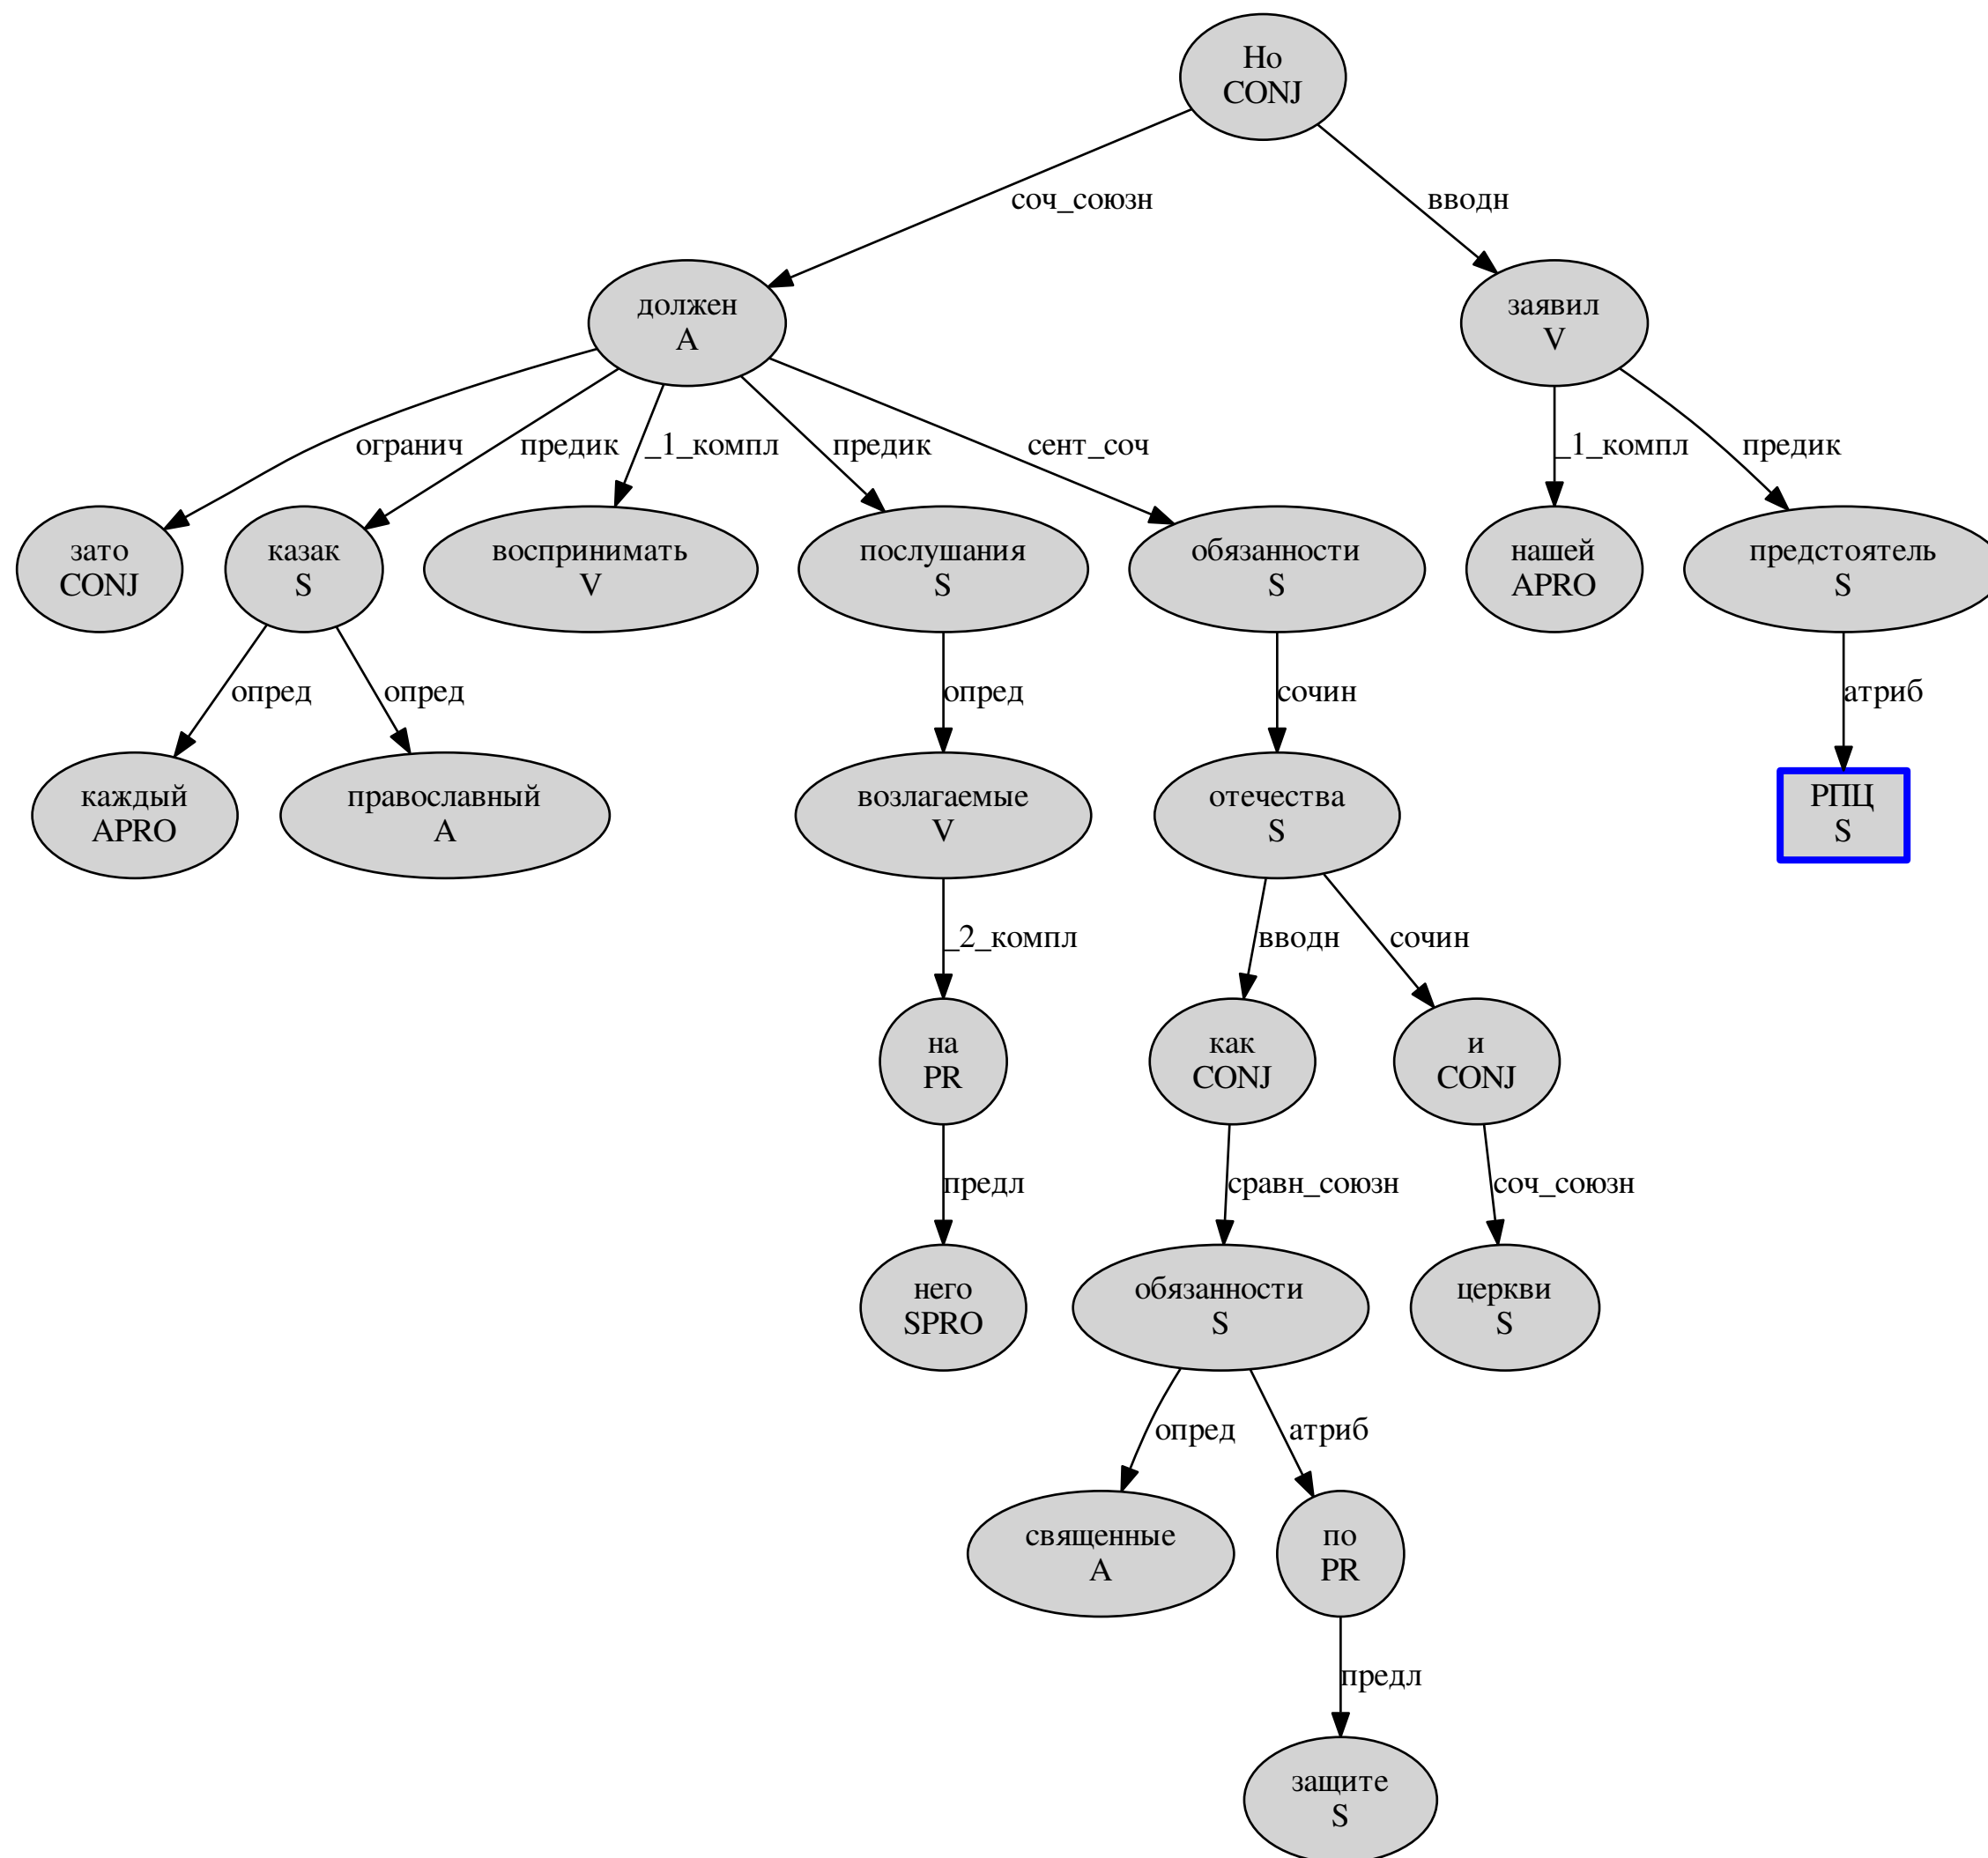 Но
CONJ
соч_союзн
вводн
должен
A
заявил
V
огранич
предик
_1_компл
предик
сент_соч
_1_компл
предик
зато
CONJ
казак
S
воспринимать
V
послушания
S
обязанности
S
нашей
APRO
предстоятель
S
опред
опред
опред
сочин
атриб
каждый
APRO
православный
A
возлагаемые
V
отечества
S
РПЦ
S
_2_компл
вводн
сочин
на
PR
как
CONJ
и
CONJ
предл
сравн_союзн
соч_союзн
него
SPRO
обязанности
S
церкви
S
опред
атриб
священные
A
по
PR
предл
защите
S